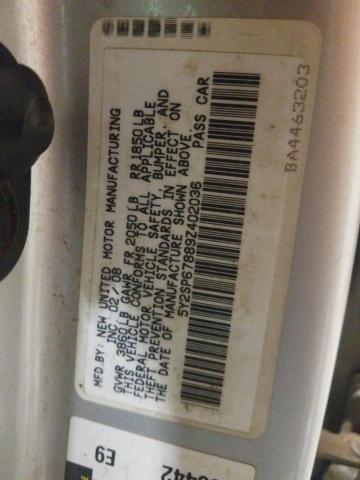 MFD BY: NEW UNITED MOTOR MANUFACTURING
INC. 02/08
GVWR 3860LB GAWR FR 2050 LB RR 1850 LB
THIS VEHICLE CONFORMS TO ALL APPLICABLE
FEDERAL MOTOR VEHICLE SAFETY, BUMPER, AND
THEFT PREVENTION STANDARDS IN EFFECT ON
THE DATE OF MANUFACTURE SHOWN ABOVE.
5Y2SP67889Z402036 PASS CAR
BA4463203
E9
8442